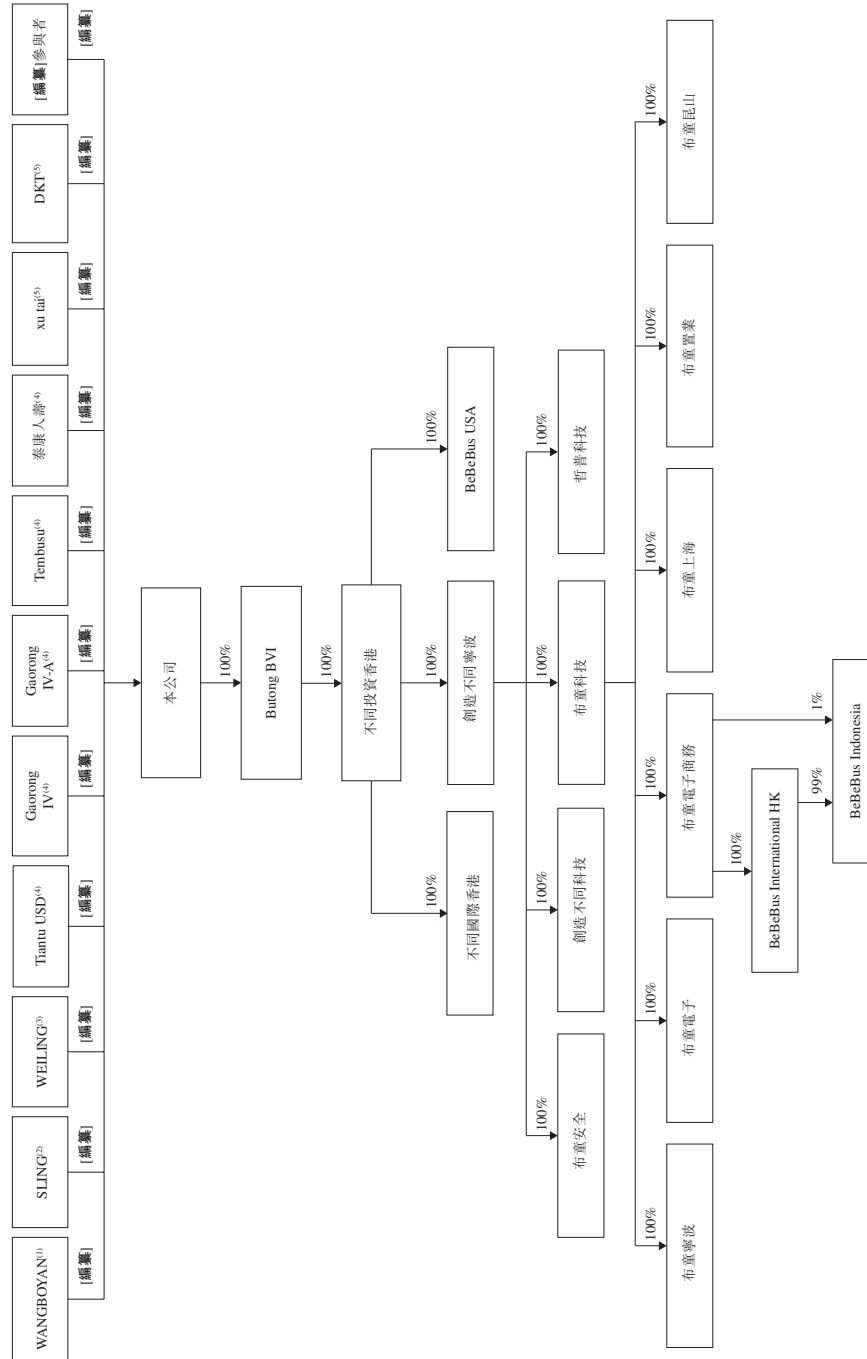 WANGBOYAN(1)
SLING(2)
WEILING(3)
Tiantu USD(4)
Gaorong
IV(4)
Gaorong
IV-A(4)
Tembusu(4)
泰康人壽(4)
xu tai(5)
DKT(5)
[編纂]參與者
[編纂]
[編纂]
[編纂]
[編纂]
[編纂]
[編纂]
[編纂]
[編纂]
[編纂]
[編纂]
[編纂]
本公司
100%
Butong BVI
100%
不同投資香港
100%
100%
100%
不同國際香港
創造不同寧波
BeBeBus USA
100%
100%
100%
100%
布童安全
創造不同科技
布童科技
哲普科技
100%
100%
100%
100%
100%
100%
布童寧波
布童電子
布童電子商務
布童上海
布童置業
布童昆山
100%
BeBeBus International HK
99%
1%
BeBeBus Indonesia